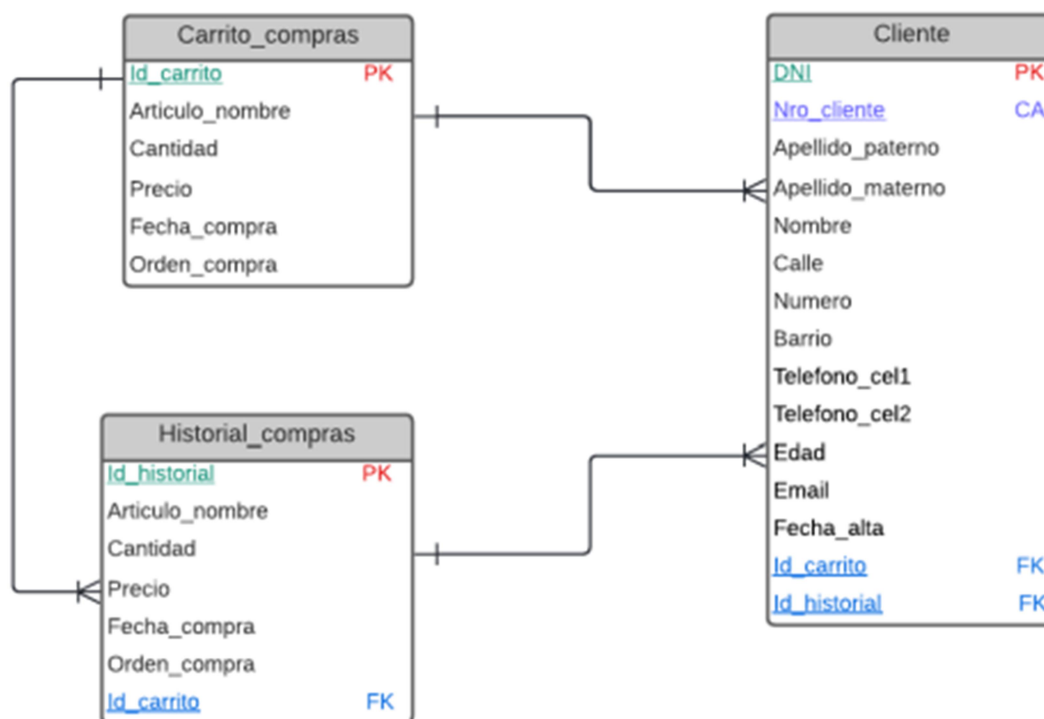 Carrito_compras
Id_carrito PK
Articulo_nombre
Cantidad
Precio
Fecha_compra
Orden_compra
Cliente
DNI PK
Nro_cliente CA
Apellido_paterno
Apellido_materno
Nombre
Calle
Numero
Barrio
Telefono_cel1
Telefono_cel2
Edad
Email
Fecha_alta
Id_carrito FK
Id_historial FK
Historial_compras
Id_historial PK
Articulo_nombre
Cantidad
Precio
Fecha_compra
Orden_compra
Id_carrito FK